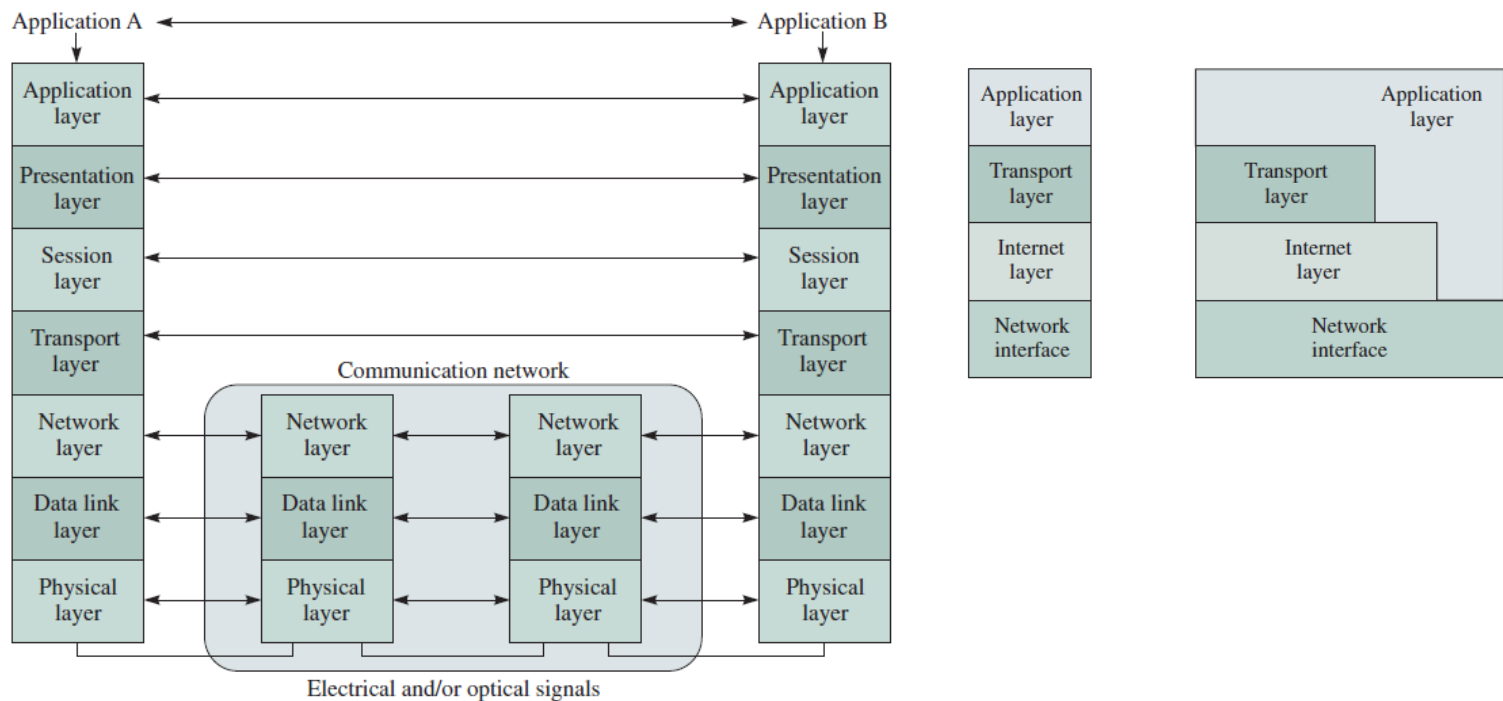 Application A
Application B
Application
layer
Presentation
layer
Session
layer
Transport
layer
Network
layer
Data link
layer
Physical
layer
Communication network
Network
layer
Data link
layer
Physical
layer
Network
layer
Data link
layer
Physical
layer
Electrical and/or optical signals
Application
layer
Presentation
layer
Session
layer
Transport
layer
Network
layer
Data link
layer
Physical
layer
Application
layer
Transport
layer
Internet
layer
Network
interface
Application
layer
Transport
layer
Internet
layer
Network
interface